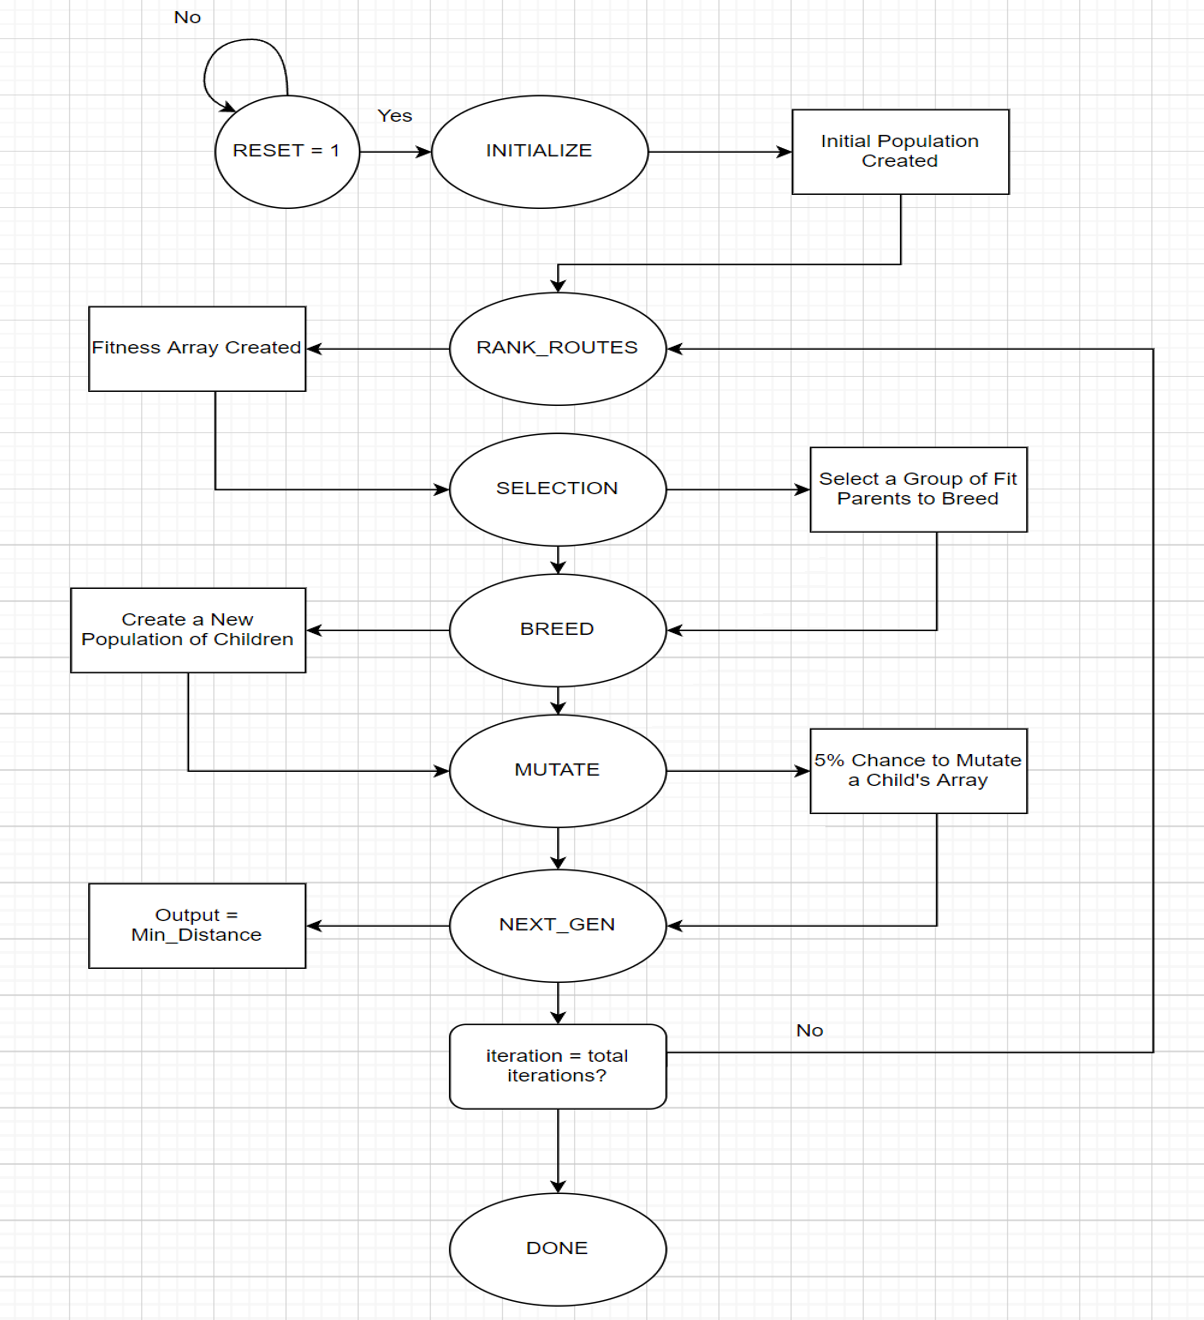 No
Yes
RESET = 1
INITIALIZE
Initial Population
Created
Fitness Array Created
RANK_ROUTES
SELECTION
Select a Group of Fit
Parents to Breed
Create a New
Population of Children
BREED
MUTATE
5% Chance to Mutate
a Child's Array
Output =
Min_Distance
NEXT_GEN
No
iteration = total
iterations?
DONE